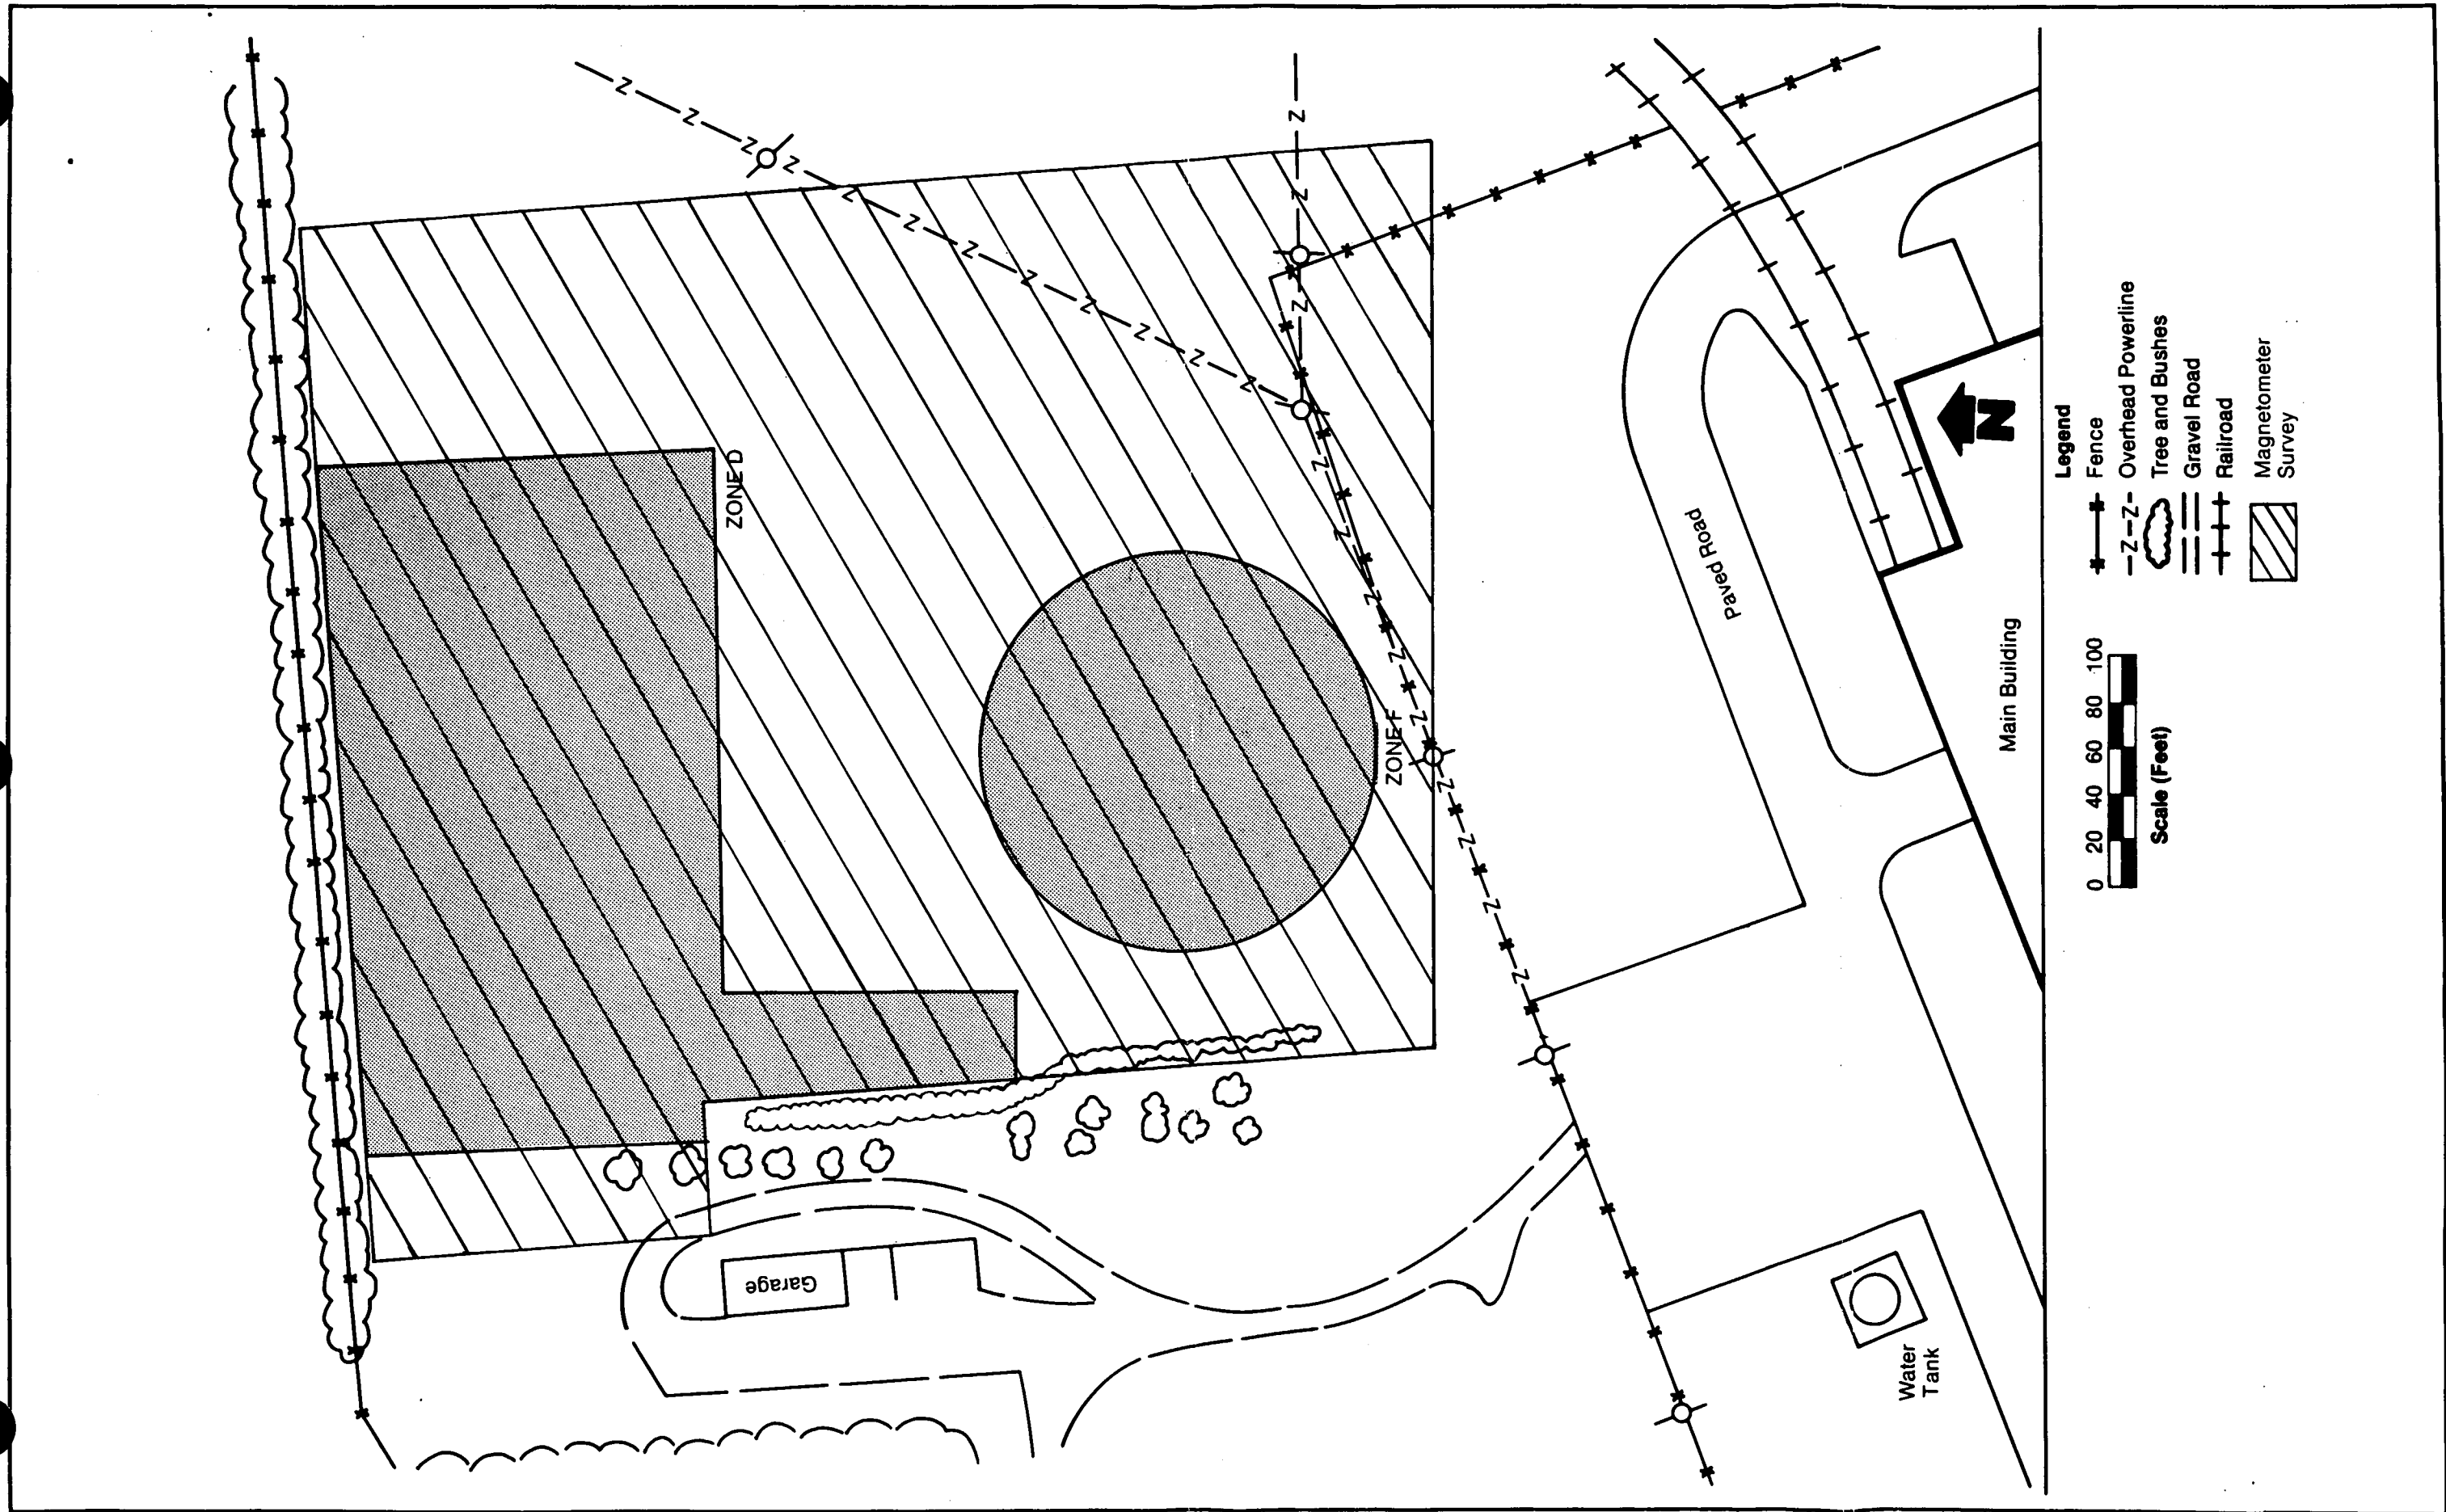 ZONE D
ZONE F
Garage
Paved Road
Main Building
Water
Tank
N
Legend
Fence
—Z—Z— Overhead Powerline
Tree and Bushes
Gravel Road
Railroad
Magnetometer
Survey
0 20 40 60 80 100
Scale (Feet)